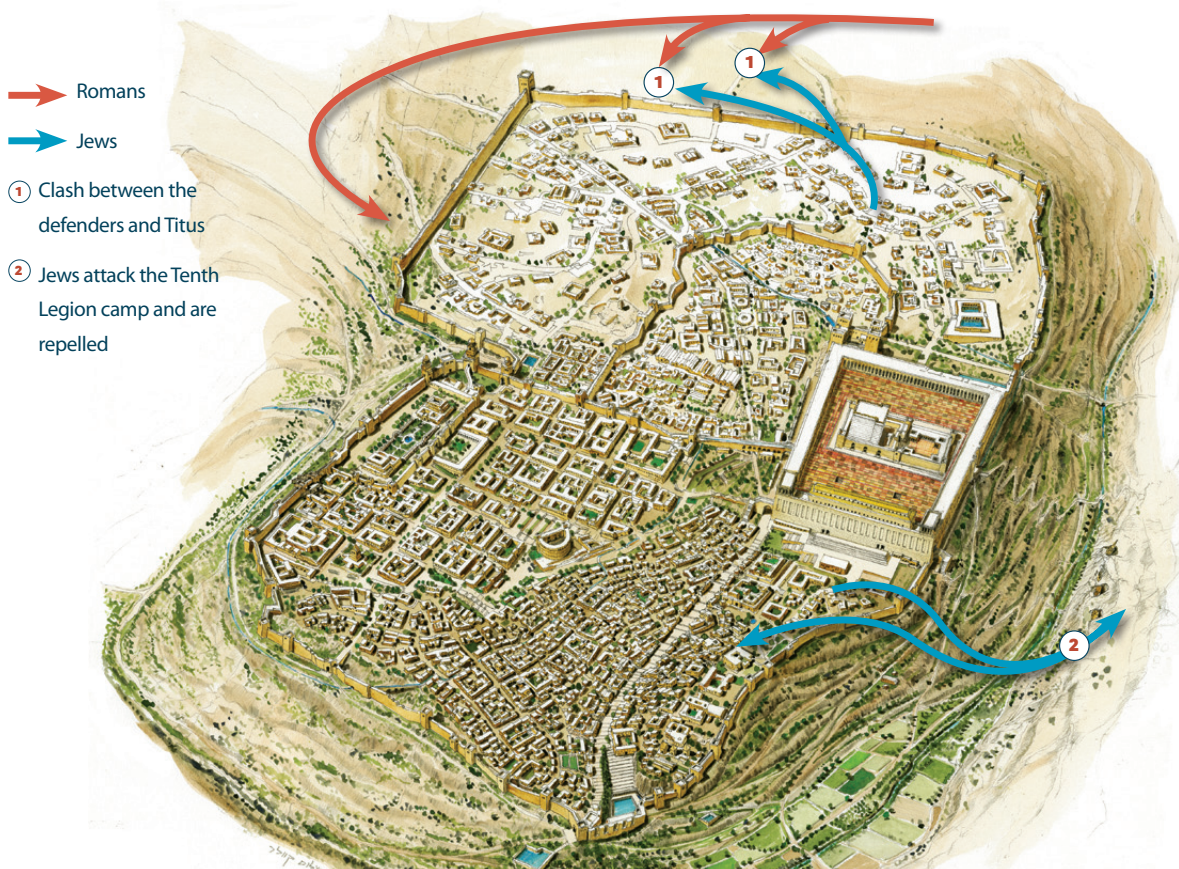 Romans
Jews
1 Clash between the
defenders and Titus
2 Jews attack the Tenth
Legion camp and are
repelled
1
1
2